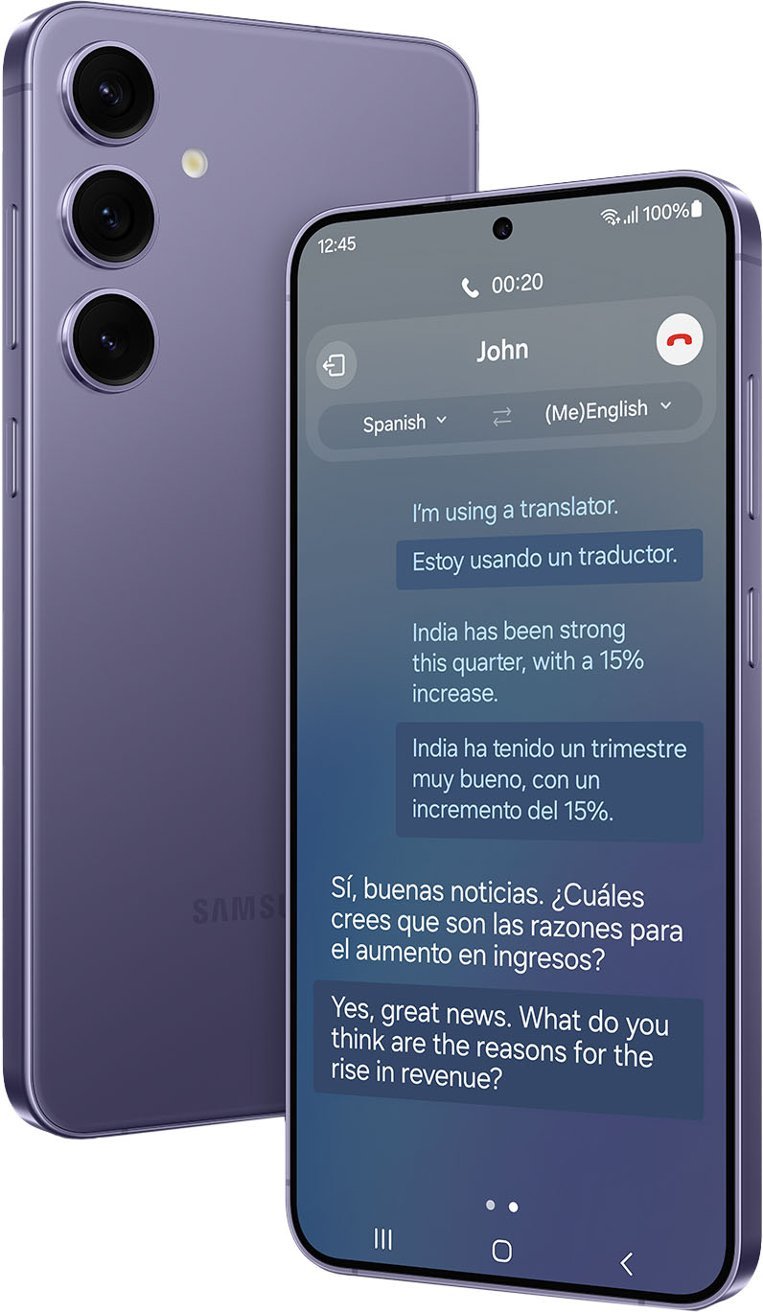 12:45
100%
00:20
John
Spanish
(Me)English
I'm using a translator.
Estoy usando un traductor.
India has been strong
this quarter, with a 15%
increase.
India ha tenido un trimestre
muy bueno, con un
incremento del 15%.
Sí, buenas noticias. ¿Cuáles
crees que son las razones para
el aumento en ingresos?
Yes, great news. What do you
think are the reasons for the
rise in revenue?